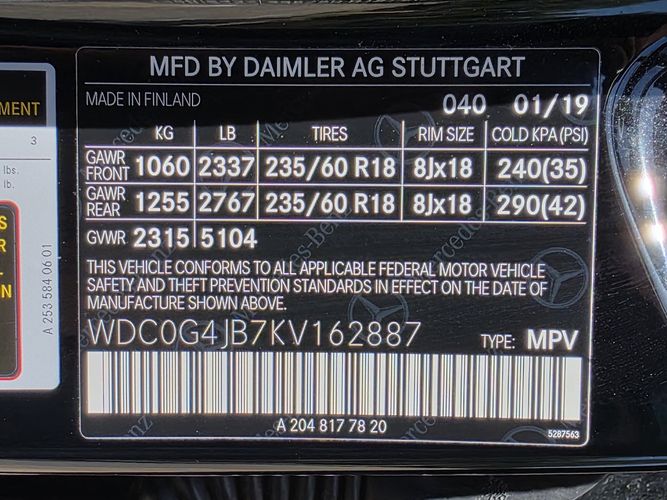 MFD BY DAIMLER AG STUTTGART
MADE IN FINLAND 040 01/19
KG LB TIRES RIM SIZE COLD KPA(PSI)
GAWR FRONT 1060 2337 235/60 R18 8Jx18 240(35)
GAWR REAR 1255 2767 235/60 R18 8Jx18 290(42)
GVWR 2315 5104
THIS VEHICLE CONFORMS TO ALL APPLICABLE FEDERAL MOTOR VEHICLE
SAFETY AND THEFT PREVENTION STANDARDS IN EFFECT ON THE DATE OF
MANUFACTURE SHOWN ABOVE.
WDC0G4JB7KV162887 TYPE: MPV
A 204 817 78 20
5287563
Mercedes-Benz
Mercedes-Benz
MENT
3
lbs.
lb.
S
R
L-
N
A 253 584 06 01